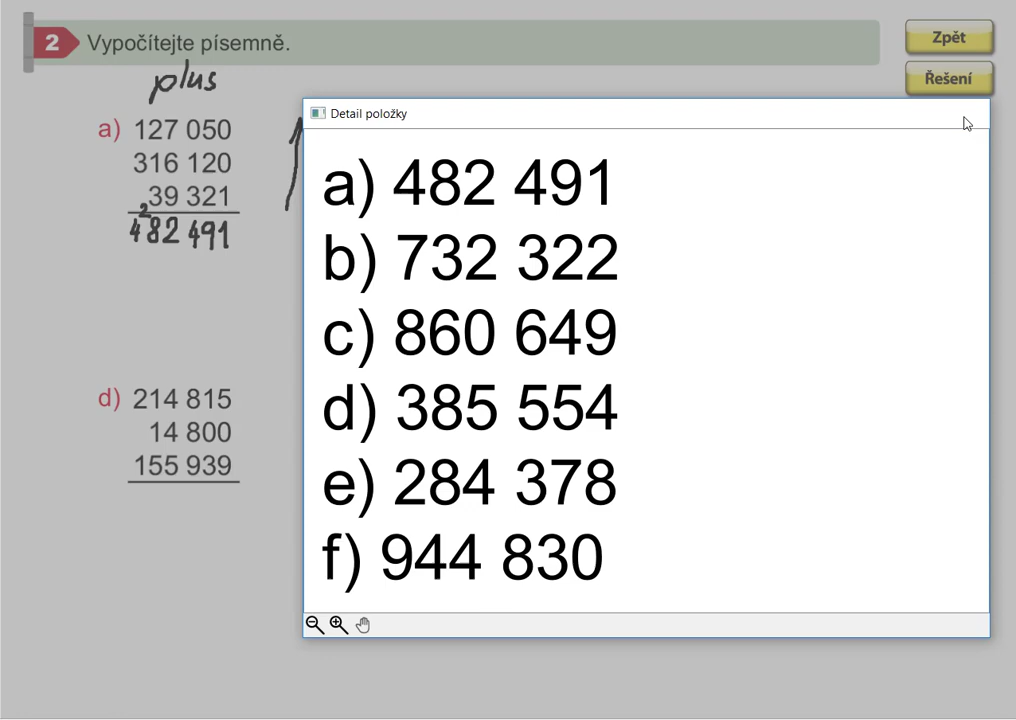 2 Vypočítejte písemně.
Zpět
Řešení
plus
a) 127 050
316 120
39 321
2
482 491
d) 214 815
14 800
155 939
Detail položky
a) 482 491
b) 732 322
c) 860 649
d) 385 554
e) 284 378
f) 944 830